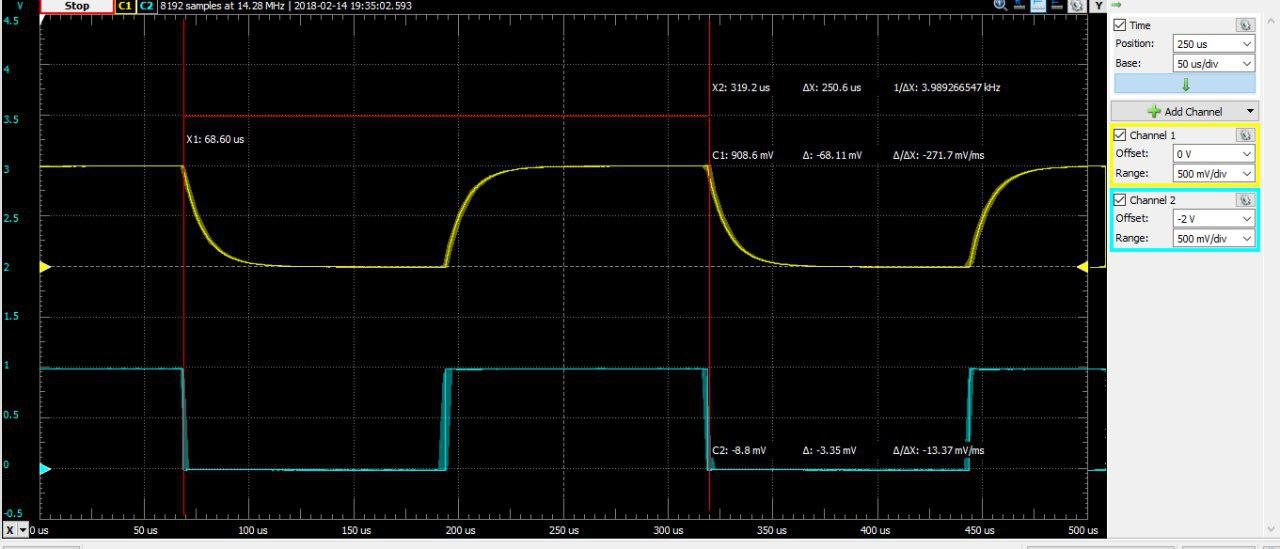 V Stop C1 C2 8192 samples at 14.28 MHz | 2018-02-14 19:35:02.593 Y
4.5
4
3.5
3
2.5
2
1.5
1
0.5
0
-0.5
X2: 319.2 us ΔX: 250.6 us 1/ΔX: 3.989266547 kHz
X1: 68.60 us
C1: 908.6 mV Δ: -68.11 mV Δ/ΔX: -271.7 mV/ms
C2: -8.8 mV Δ: -3.35 mV Δ/ΔX: -13.37 mV/ms
X 0 us 50 us 100 us 150 us 200 us 250 us 300 us 350 us 400 us 450 us 500 us
Time
Position: 250 us
Base: 50 us/div
Add Channel
Channel 1
Offset: 0 V
Range: 500 mV/div
Channel 2
Offset: -2 V
Range: 500 mV/div